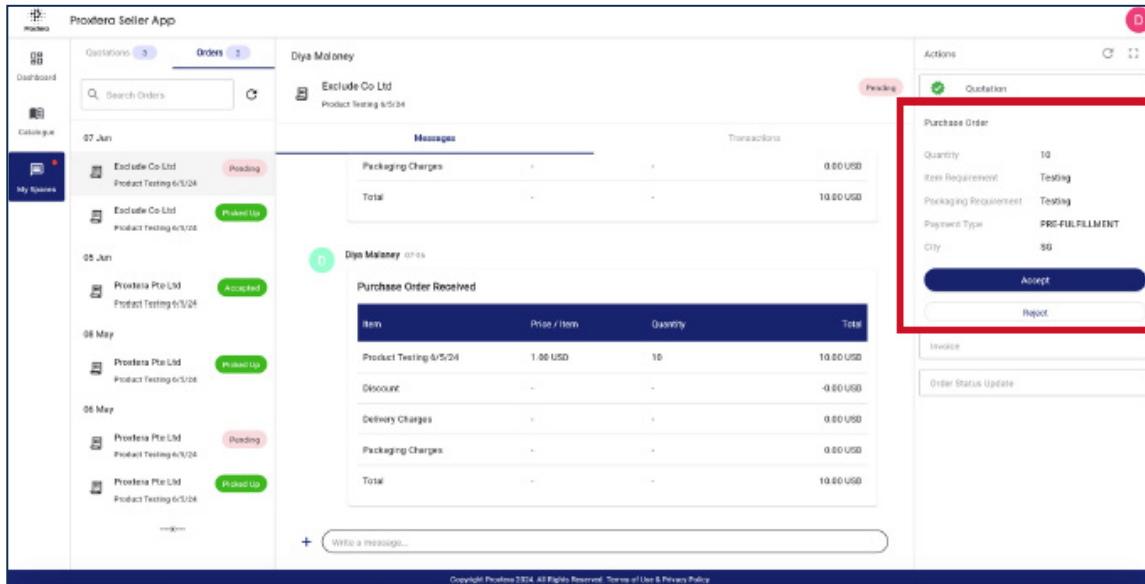 Proxtera
Proxtera Seller App
D
Dashboard
Catalogue
My Spaces
Quotations 3
Orders 2
Search Orders
07 Jun
Exclude Co Ltd
Pending
Product Testing 6/5/24
Exclude Co Ltd
Picked Up
Product Testing 6/5/24
05 Jun
Proxtera Pte Ltd
Accepted
Product Testing 6/5/24
08 May
Proxtera Pte Ltd
Picked Up
Product Testing 6/5/24
06 May
Proxtera Pte Ltd
Pending
Product Testing 6/5/24
Proxtera Pte Ltd
Picked Up
Product Testing 6/5/24
Diya Malaney
Exclude Co Ltd
Pending
Product Testing 6/5/24
Messages
Transactions
Packaging Charges - - 0.00 USD
Total - - 10.00 USD
D
Diya Malaney 07:05
Purchase Order Received
Item Price / Item Quantity Total
Product Testing 6/5/24 1.00 USD 10 10.00 USD
Discount - - -0.00 USD
Delivery Charges - - 0.00 USD
Packaging Charges - - 0.00 USD
Total - - 10.00 USD
+ Write a message...
Actions
Quotation
Purchase Order
Quantity 10
Item Requirement Testing
Packaging Requirement Testing
Payment Type PRE-FULFILLMENT
City SG
Accept
Reject
Invoice
Order Status Update
Copyright Proxtera 2024. All Rights Reserved. Terms of Use & Privacy Policy